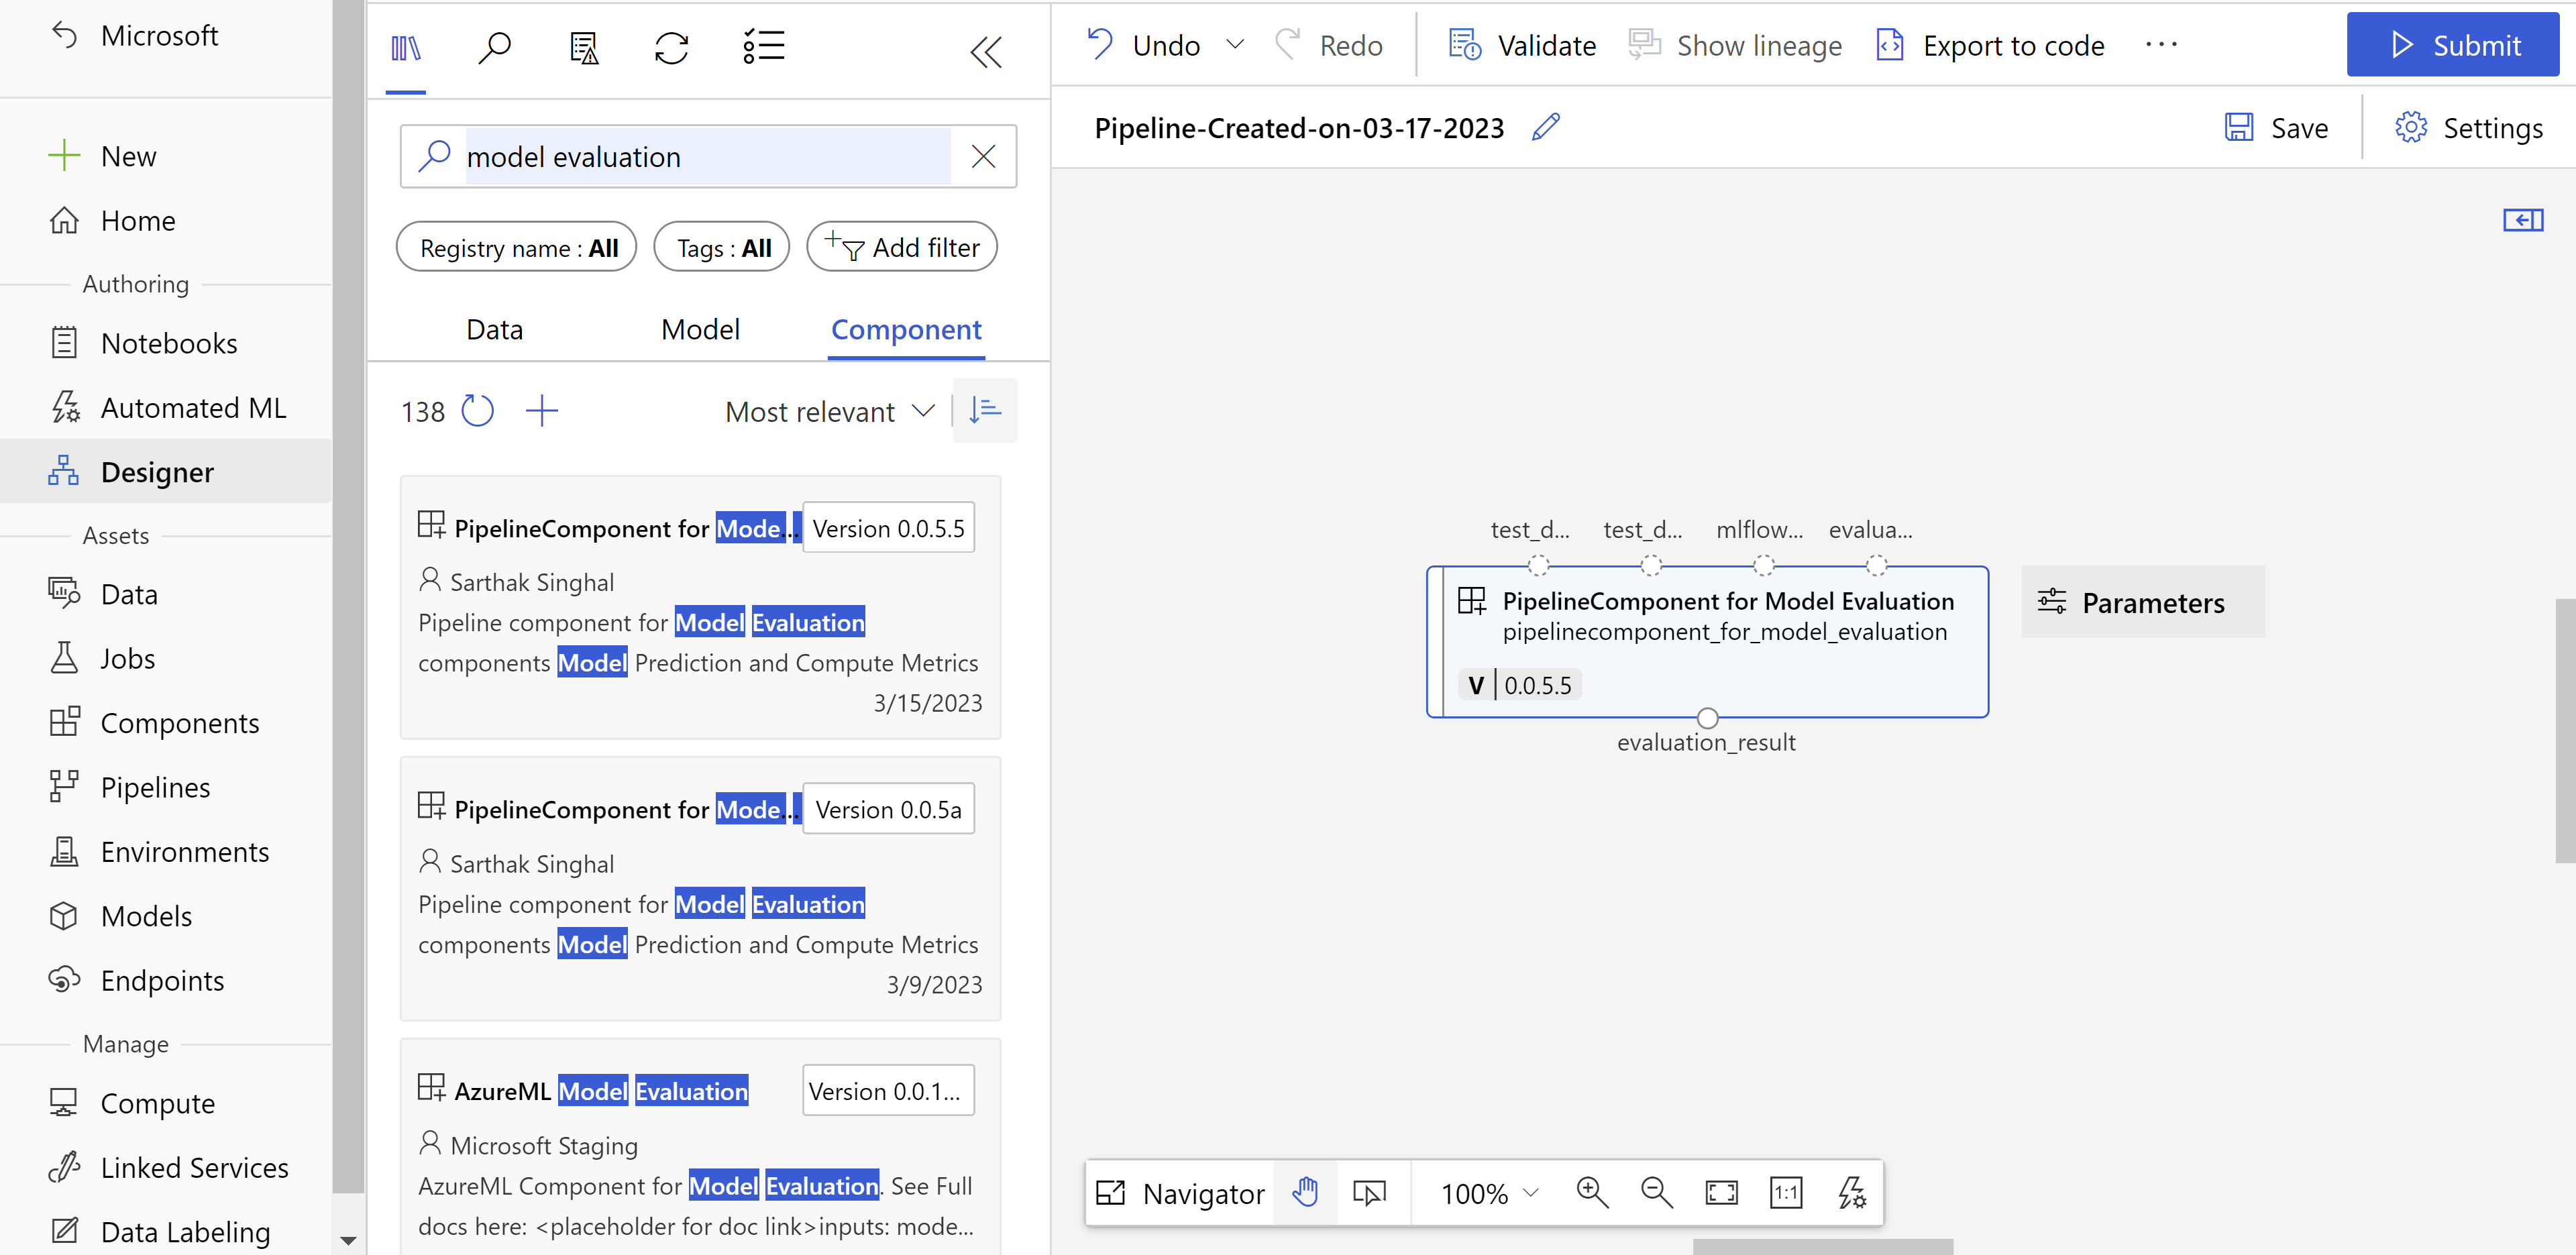 Microsoft
New
Home
Authoring
Notebooks
Automated ML
Designer
Assets
Data
Jobs
Components
Pipelines
Environments
Models
Endpoints
Manage
Compute
Linked Services
Data Labeling
model evaluation
Registry name : All
Tags : All
Add filter
Data
Model
Component
138
Most relevant
PipelineComponent for Mode... Version 0.0.5.5
Sarthak Singhal
Pipeline component for Model Evaluation
components Model Prediction and Compute Metrics
3/15/2023
PipelineComponent for Mode... Version 0.0.5a
Sarthak Singhal
Pipeline component for Model Evaluation
components Model Prediction and Compute Metrics
3/9/2023
AzureML Model Evaluation Version 0.0.1...
Microsoft Staging
AzureML Component for Model Evaluation. See Full
docs here: <placeholder for doc link>inputs: mode...
Undo
Redo
Validate
Show lineage
Export to code
...
Submit
Pipeline-Created-on-03-17-2023
Save
Settings
test_d... test_d... mlflow... evalua...
PipelineComponent for Model Evaluation
pipelinecomponent_for_model_evaluation
V | 0.0.5.5
evaluation_result
Parameters
Navigator
100%
1:1